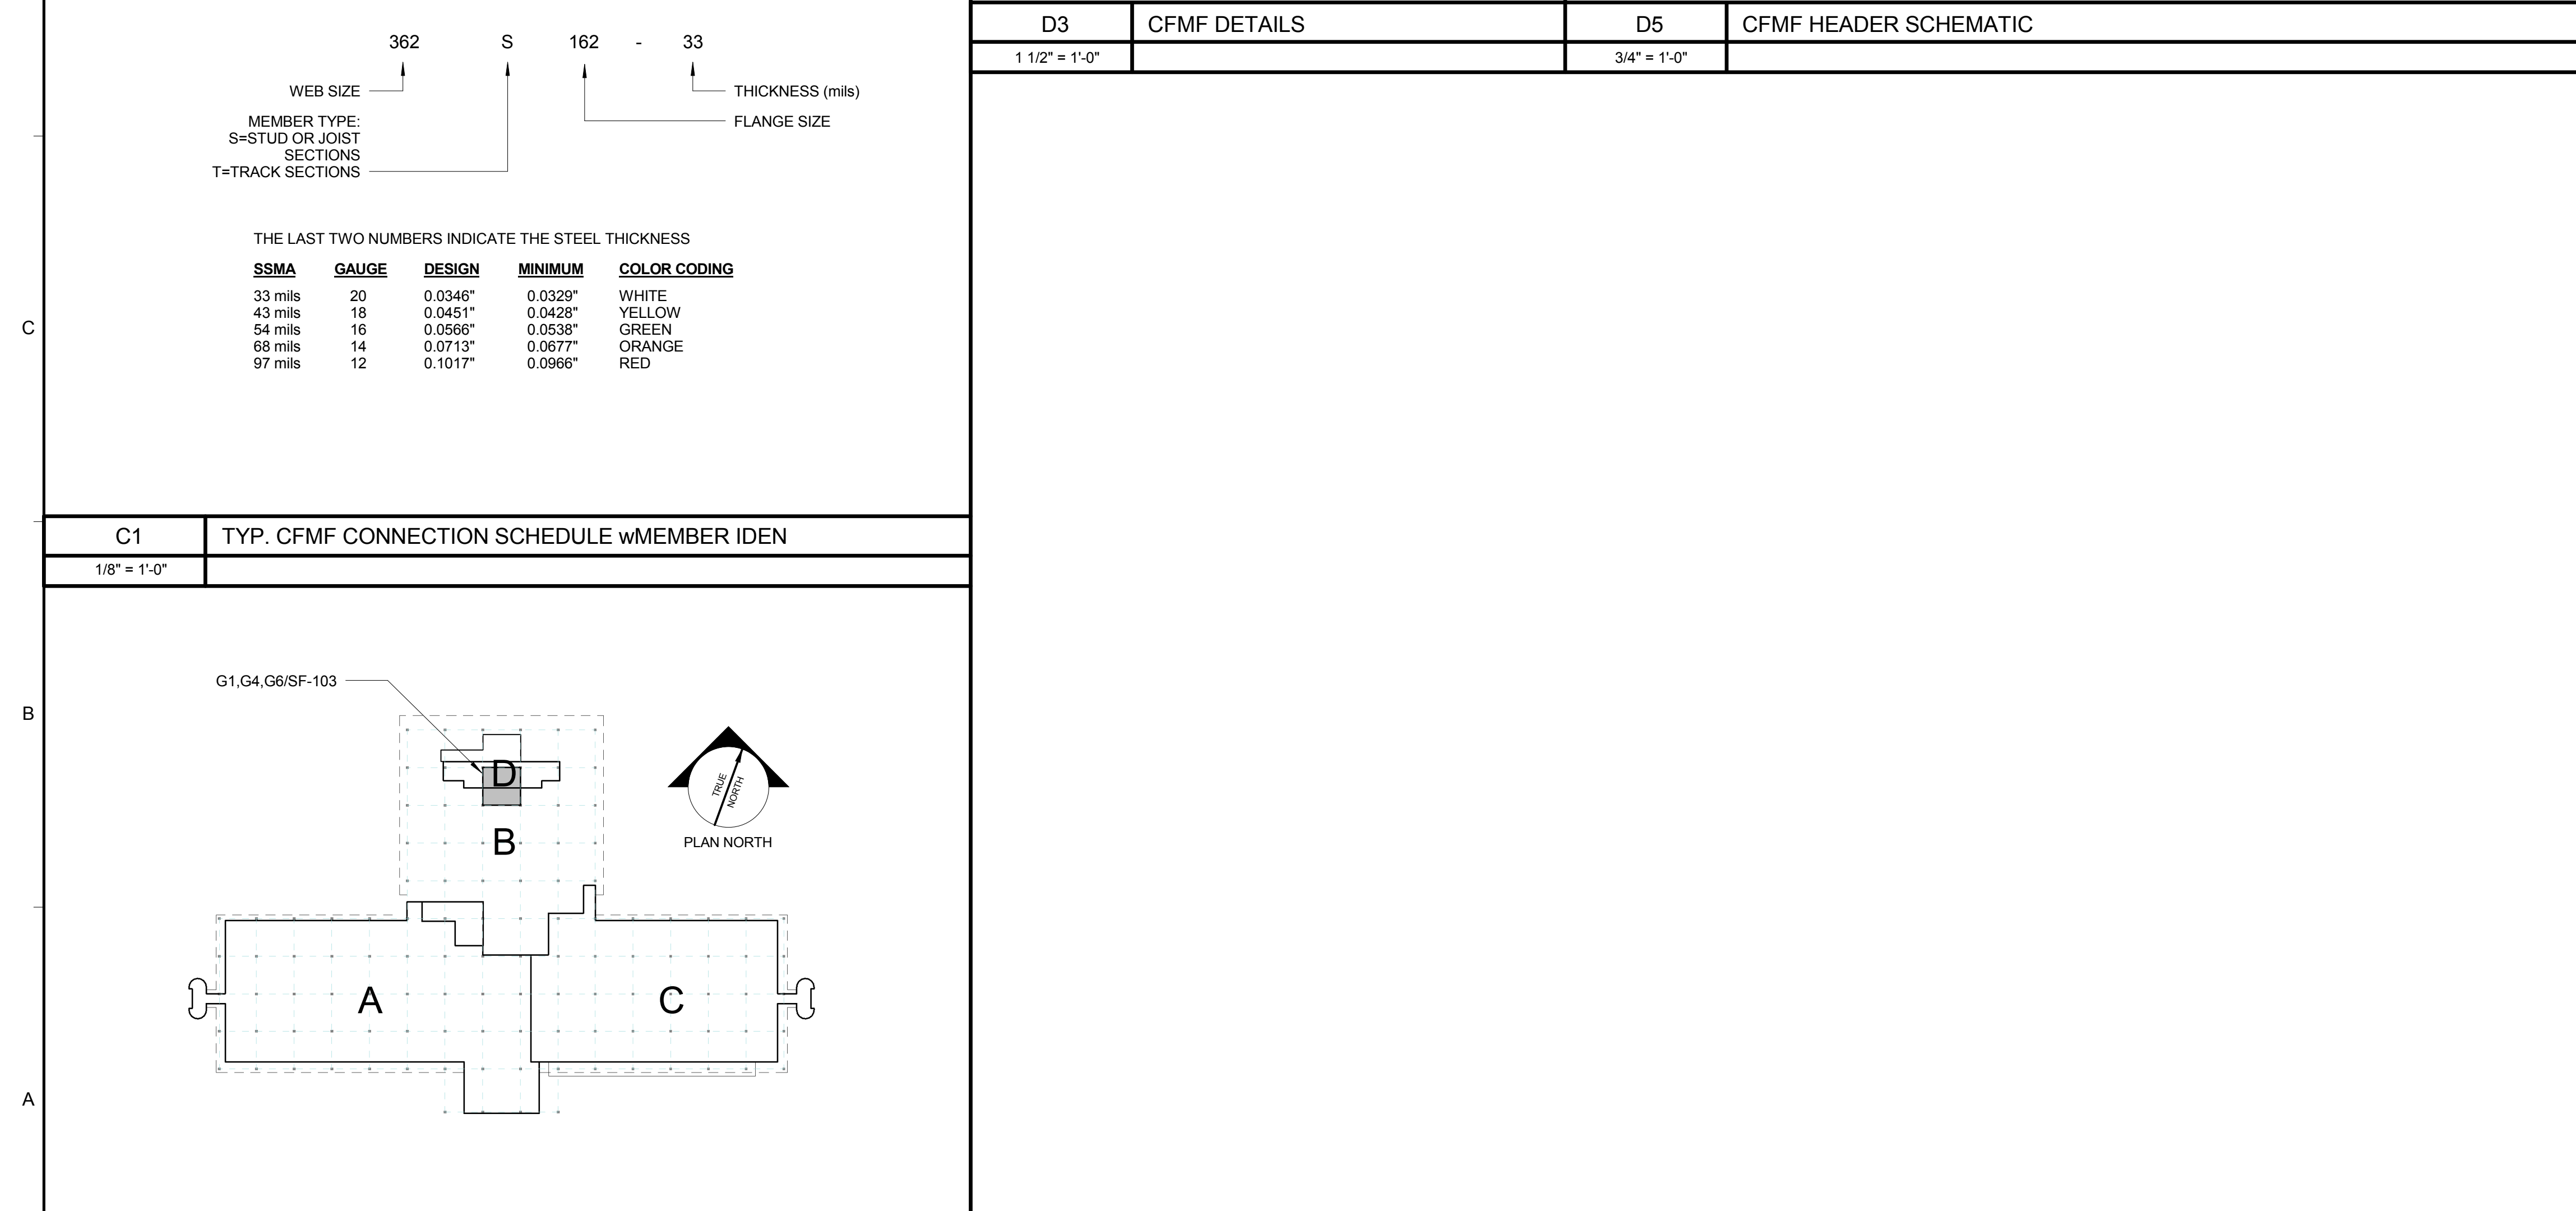 362 S 162 - 33
WEB SIZE
THICKNESS (mils)
MEMBER TYPE:
S=STUD OR JOIST
SECTIONS
T=TRACK SECTIONS
FLANGE SIZE
THE LAST TWO NUMBERS INDICATE THE STEEL THICKNESS
SSMA GAUGE DESIGN MINIMUM COLOR CODING
33 mils 20 0.0346" 0.0329" WHITE
43 mils 18 0.0451" 0.0428" YELLOW
54 mils 16 0.0566" 0.0538" GREEN
68 mils 14 0.0713" 0.0677" ORANGE
97 mils 12 0.1017" 0.0966" RED
C
C1 TYP. CFMF CONNECTION SCHEDULE wMEMBER IDEN
1/8" = 1'-0"
G1,G4,G6/SF-103
B
D
B
TRUE
NORTH
PLAN NORTH
A
C
A
D3 CFMF DETAILS
1 1/2" = 1'-0"
D5 CFMF HEADER SCHEMATIC
3/4" = 1'-0"